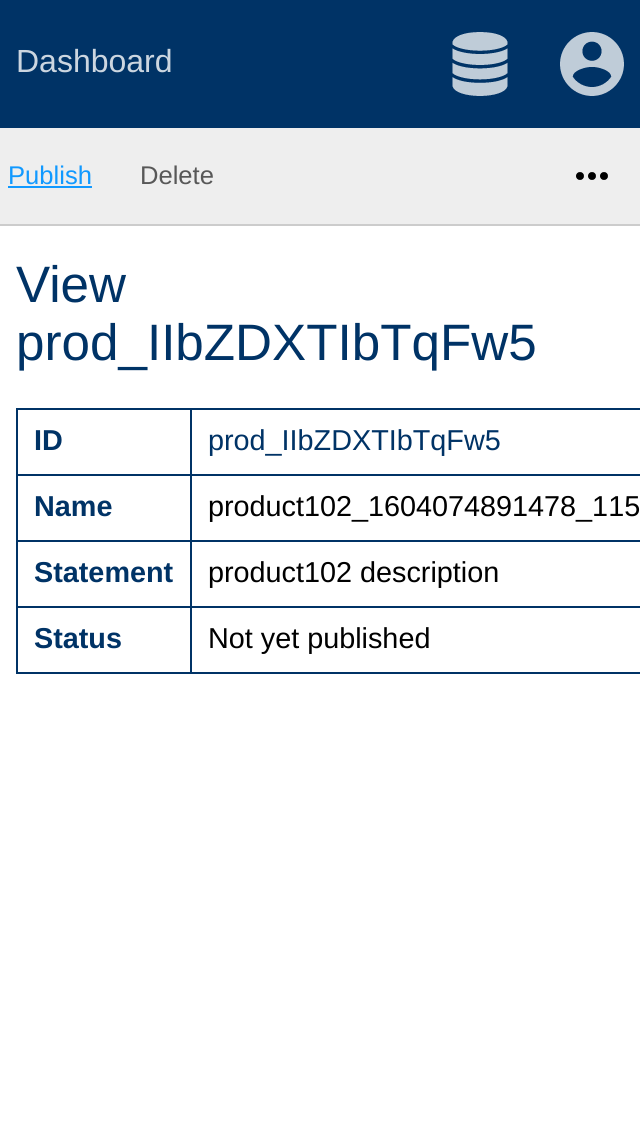 Dashboard
Publish Delete
View
prod_IIbZDXTIbTqFw5
ID prod_IIbZDXTIbTqFw5
Name product102_1604074891478_115
Statement product102 description
Status Not yet published